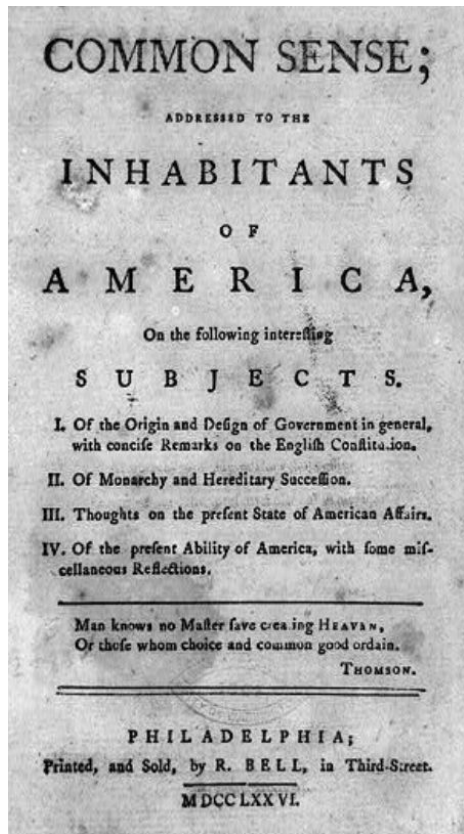 COMMON SENSE;
ADDRESSED TO THE
INHABITANTS
OF
AMERICA,
On the following intereſting
SUBJECTS.
I. Of the Origin and Deſign of Government in general,
with conciſe Remarks on the Engliſh Conſtitution.
II. Of Monarchy and Hereditary Succeſſion.
III. Thoughts on the preſent State of American Affairs.
IV. Of the preſent Ability of America, with ſome miſ-
cellaneous Reflections.
Man knows no Maſter ſave creating HEAVEN,
Or thoſe whom choice and common good ordain.
THOMSON.
PHILADELPHIA;
Printed, and Sold, by R. BELL, in Third-Street.
MDCCLXXVI.